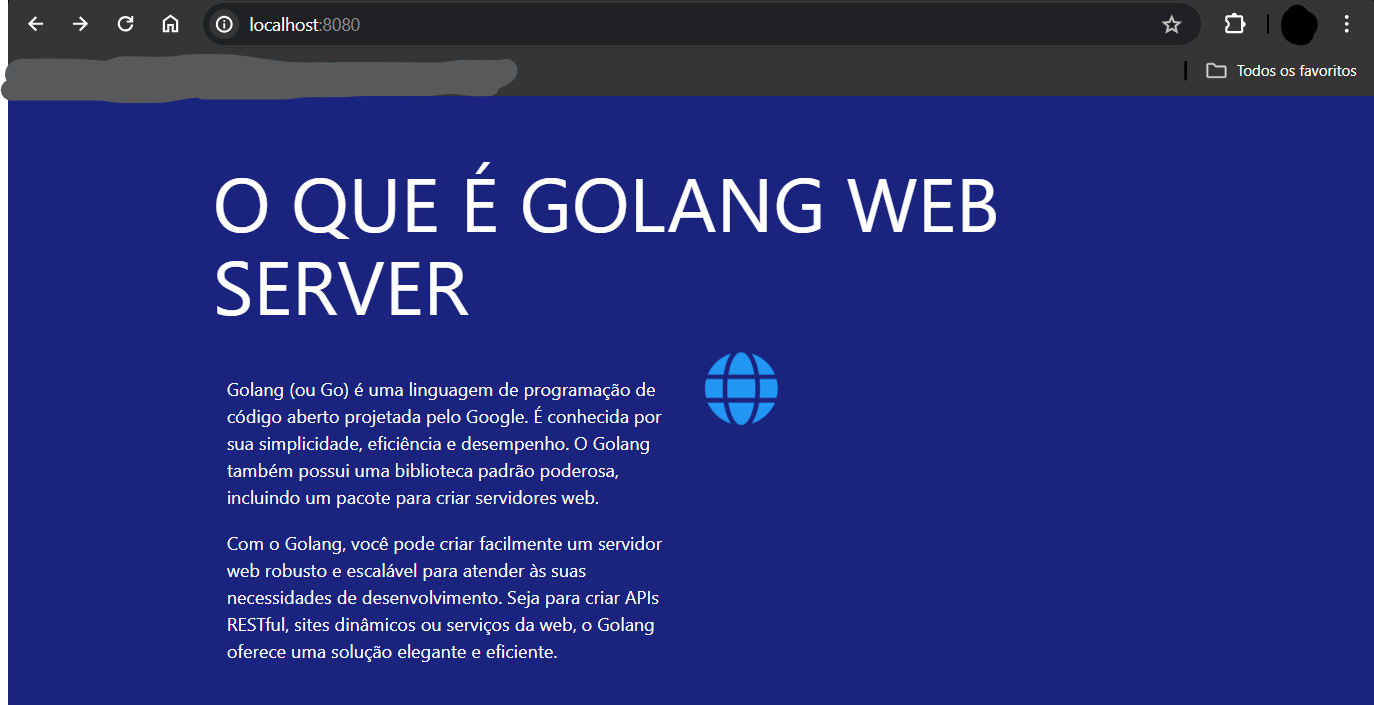 localhost:8080
Todos os favoritos
O QUE É GOLANG WEB
SERVER
Golang (ou Go) é uma linguagem de programação de
código aberto projetada pelo Google. É conhecida por
sua simplicidade, eficiência e desempenho. O Golang
também possui uma biblioteca padrão poderosa,
incluindo um pacote para criar servidores web.
Com o Golang, você pode criar facilmente um servidor
web robusto e escalável para atender às suas
necessidades de desenvolvimento. Seja para criar APIs
RESTful, sites dinâmicos ou serviços da web, o Golang
oferece uma solução elegante e eficiente.